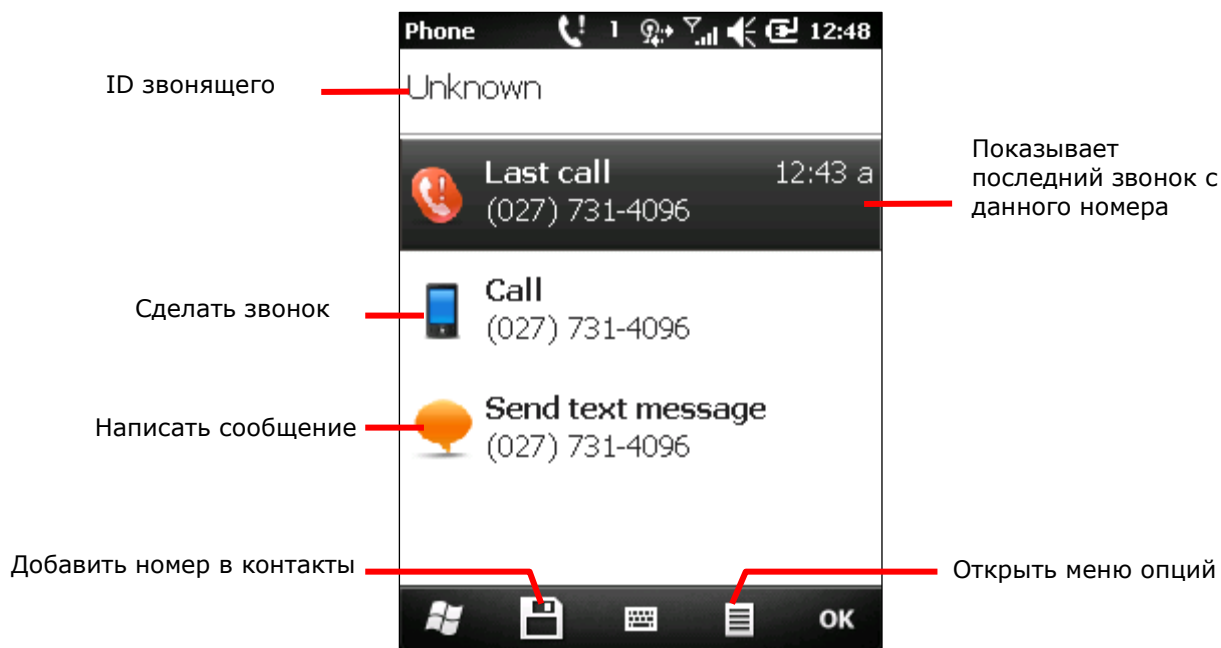 Phone 1 12:48
ID звонящего
Unknown
Last call 12:43 a
(027) 731-4096
Показывает
последний звонок с
данного номера
Сделать звонок
Call
(027) 731-4096
Написать сообщение
Send text message
(027) 731-4096
Добавить номер в контакты
Открыть меню опций
OK